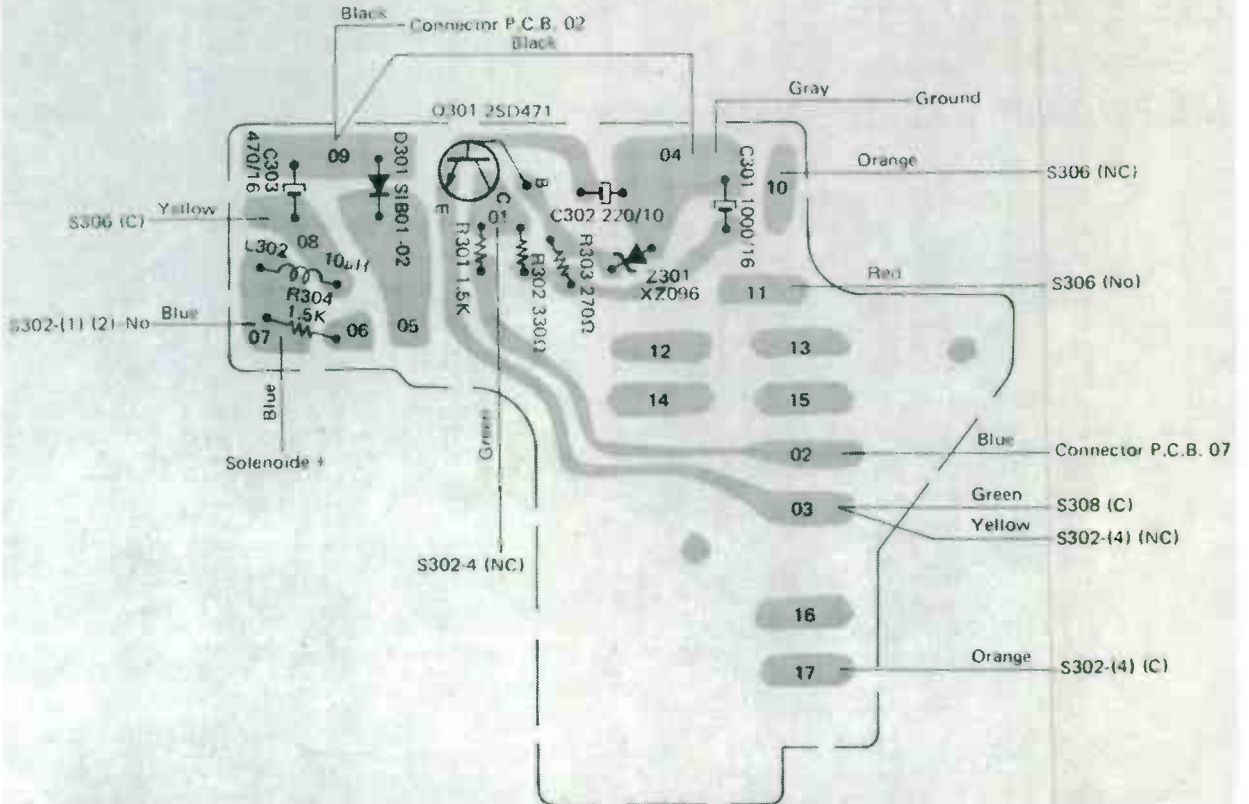 Black
Connector P.C.B. 02
Black
Gray
Ground
Q301 2SD471
470/16
C303
09
D301 SIB01-02
B
C
E
04
C301 1000/16
10
Orange
S306 (NC)
S306 (C)
Yellow
08
01
C302 220/10
L302
10μH
R304
1.5K
R301 1.5K
R302 330Ω
R303 270Ω
Z301
XZ096
11
Red
S306 (No)
S302-(1) (2) No
Blue
07
06
05
12
13
14
15
Blue
Solenoide +
Green
02
Blue
Connector P.C.B. 07
03
Green
S308 (C)
Yellow
S302-(4) (NC)
S302-4 (NC)
16
17
Orange
S302-(4) (C)